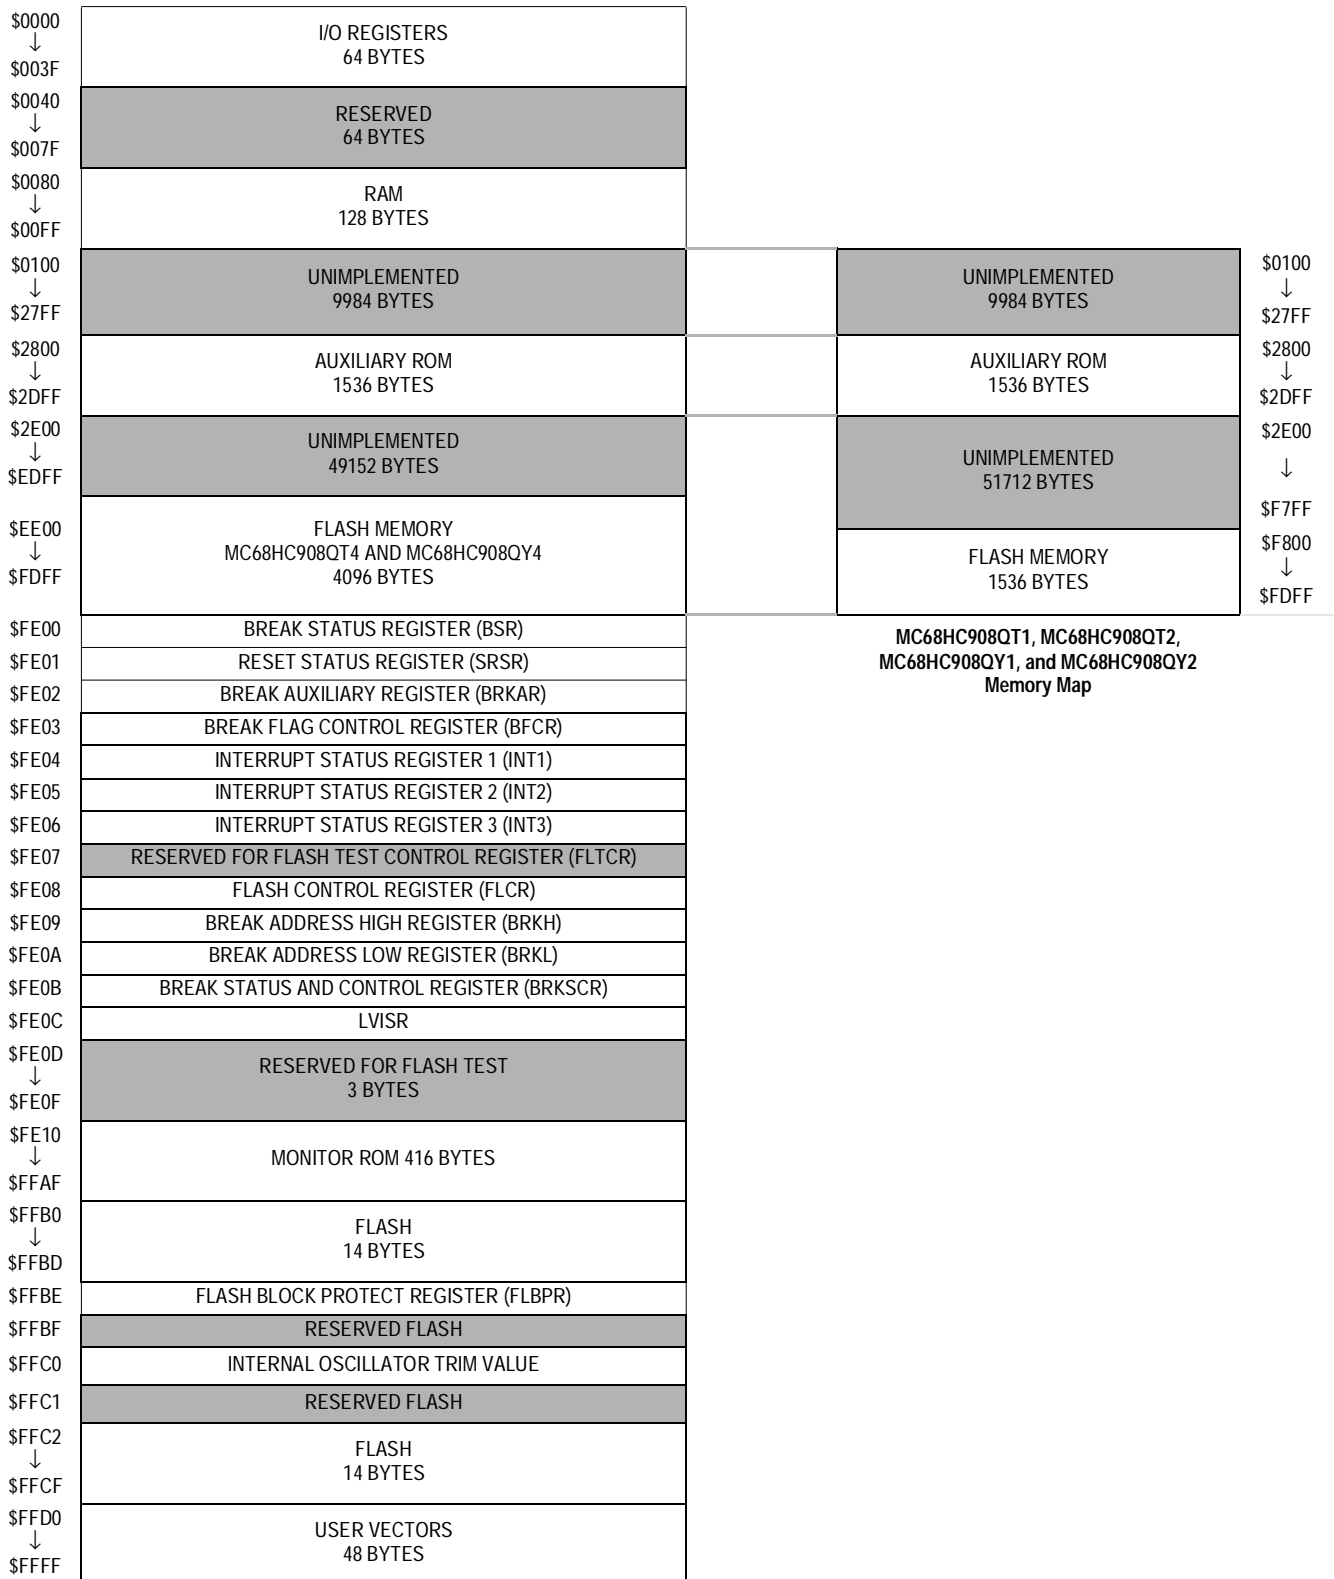 $0000
↓
$003F
I/O REGISTERS
64 BYTES
$0040
↓
$007F
RESERVED
64 BYTES
$0080
↓
$00FF
RAM
128 BYTES
$0100
↓
$27FF
UNIMPLEMENTED
9984 BYTES
UNIMPLEMENTED
9984 BYTES
$0100
↓
$27FF
$2800
↓
$2DFF
AUXILIARY ROM
1536 BYTES
AUXILIARY ROM
1536 BYTES
$2800
↓
$2DFF
$2E00
↓
$EDFF
UNIMPLEMENTED
49152 BYTES
UNIMPLEMENTED
51712 BYTES
$2E00
↓
$F7FF
$EE00
↓
$FDFF
FLASH MEMORY
MC68HC908QT4 AND MC68HC908QY4
4096 BYTES
FLASH MEMORY
1536 BYTES
$F800
↓
$FDFF
MC68HC908QT1, MC68HC908QT2,
MC68HC908QY1, and MC68HC908QY2
Memory Map
$FE00 BREAK STATUS REGISTER (BSR)
$FE01 RESET STATUS REGISTER (SRSR)
$FE02 BREAK AUXILIARY REGISTER (BRKAR)
$FE03 BREAK FLAG CONTROL REGISTER (BFCR)
$FE04 INTERRUPT STATUS REGISTER 1 (INT1)
$FE05 INTERRUPT STATUS REGISTER 2 (INT2)
$FE06 INTERRUPT STATUS REGISTER 3 (INT3)
$FE07 RESERVED FOR FLASH TEST CONTROL REGISTER (FLTCR)
$FE08 FLASH CONTROL REGISTER (FLCR)
$FE09 BREAK ADDRESS HIGH REGISTER (BRKH)
$FE0A BREAK ADDRESS LOW REGISTER (BRKL)
$FE0B BREAK STATUS AND CONTROL REGISTER (BRKSCR)
$FE0C LVISR
$FE0D
↓
$FE0F
RESERVED FOR FLASH TEST
3 BYTES
$FE10
↓
$FFAF
MONITOR ROM 416 BYTES
$FFB0
↓
$FFBD
FLASH
14 BYTES
$FFBE FLASH BLOCK PROTECT REGISTER (FLBPR)
$FFBF RESERVED FLASH
$FFC0 INTERNAL OSCILLATOR TRIM VALUE
$FFC1 RESERVED FLASH
$FFC2
↓
$FFCF
FLASH
14 BYTES
$FFD0
↓
$FFFF
USER VECTORS
48 BYTES